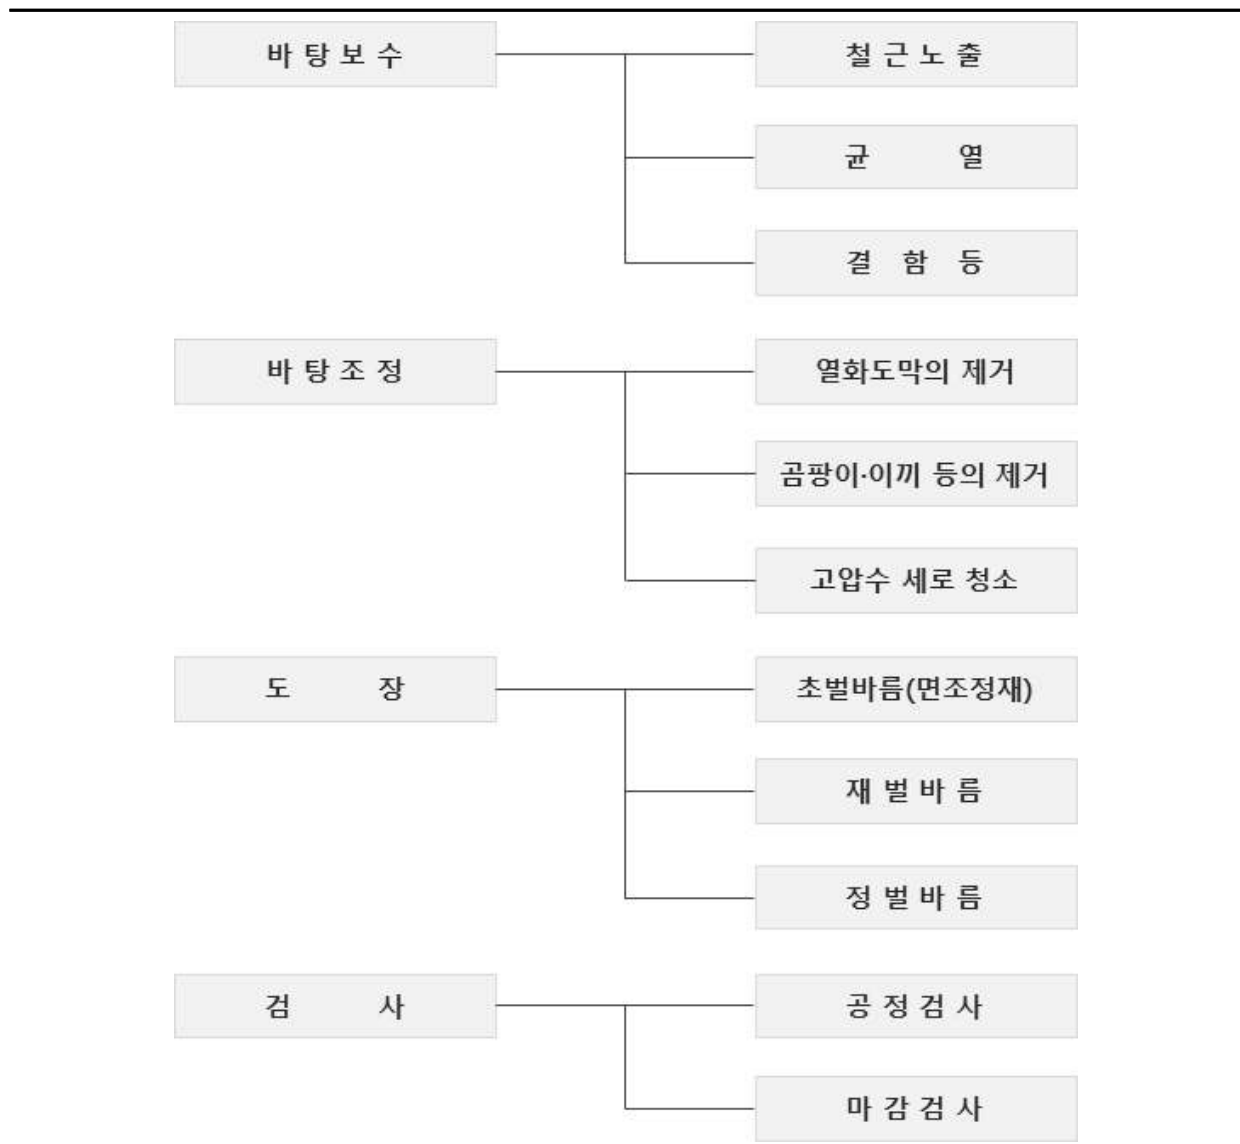 바 탕 보 수
철 근 노 출
균 열
결 함 등
바 탕 조 정
열화도막의 제거
곰팡이·이끼 등의 제거
고압수 세로 청소
도 장
초벌바름(면조정재)
재 벌 바 름
정 벌 바 름
검 사
공 정 검 사
마 감 검 사